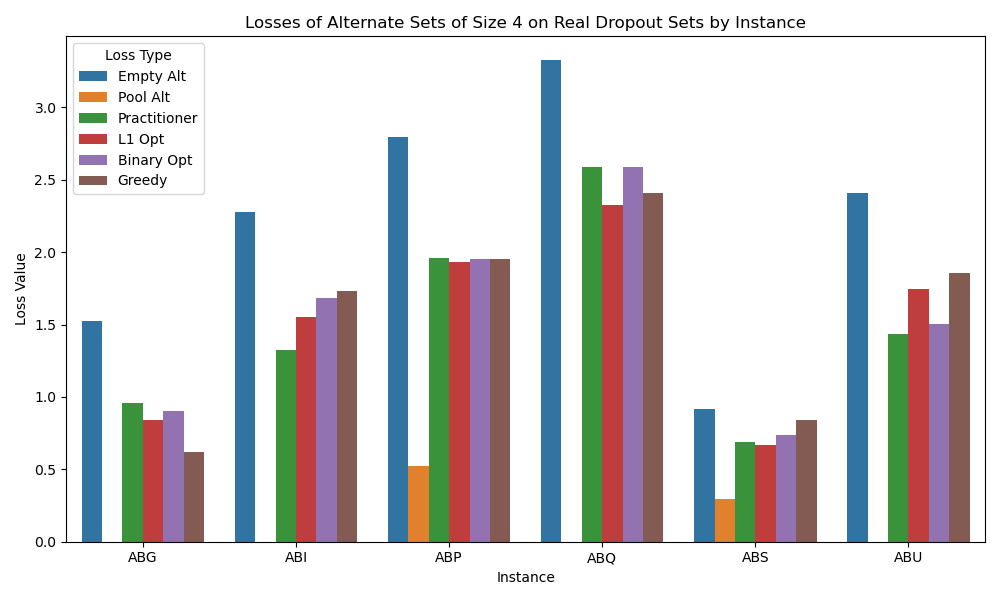 Losses of Alternate Sets of Size 4 on Real Dropout Sets by Instance
Loss Type
Empty Alt
Pool Alt
Practitioner
L1 Opt
Binary Opt
Greedy
Loss Value
3.0
2.5
2.0
1.5
1.0
0.5
0.0
ABG
ABI
ABP
ABQ
ABS
ABU
Instance